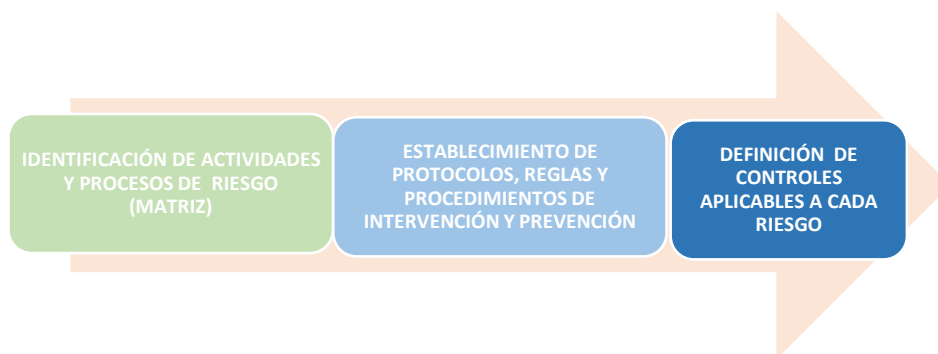 IDENTIFICACIÓN DE ACTIVIDADES
Y PROCESOS DE RIESGO
(MATRIZ)
ESTABLECIMIENTO DE
PROTOCOLOS, REGLAS Y
PROCEDIMIENTOS DE
INTERVENCIÓN Y PREVENCIÓN
DEFINICIÓN DE
CONTROLES
APLICABLES A CADA
RIESGO